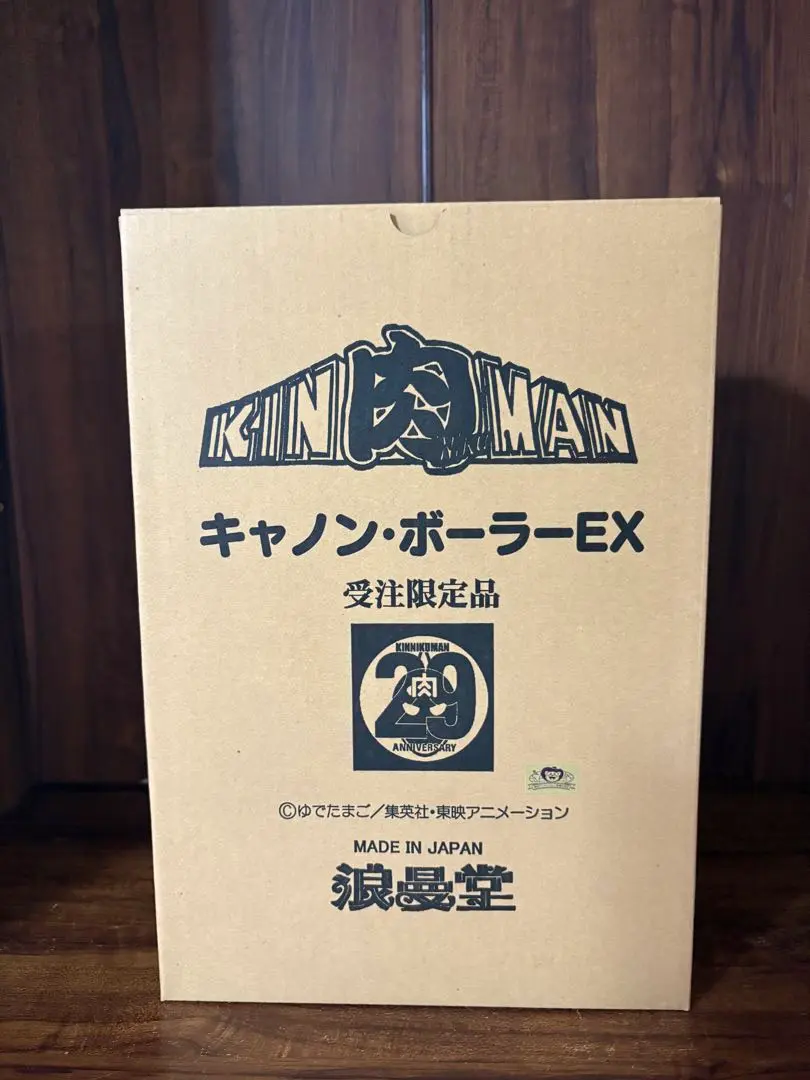 KIN肉MAN
キャノン・ボーラーEX
受注限定品
KINNIKUMAN
29
肉
ANNIVERSARY
©ゆでたまご/集英社・東映アニメーション
MADE IN JAPAN
浪曼堂